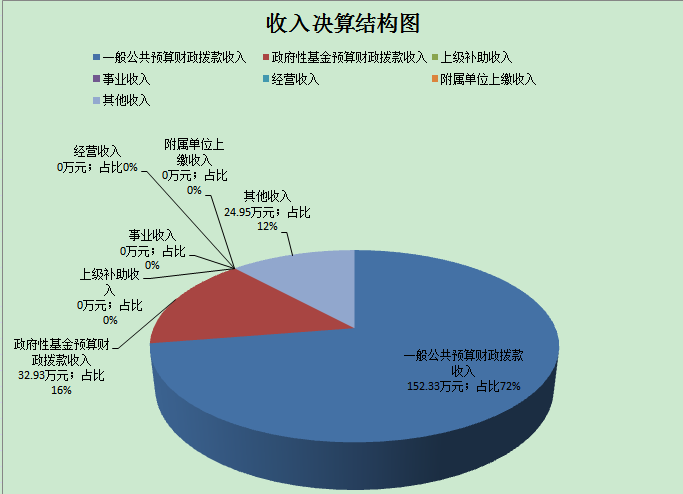 收入决算结构图
一般公共预算财政拨款收入 政府性基金预算财政拨款收入 上级补助收入
事业收入 经营收入 附属单位上缴收入
其他收入
附属单位上
缴收入
0万元；占比
0%
经营收入
0万元；占比0%
其他收入
24.95万元；占比
12%
事业收入
0万元；占比
0%
上级补助收
入
0万元；占比
0%
政府性基金预算财
政拨款收入
32.93万元；占比
16%
一般公共预算财政拨款
收入
152.33万元；占比72%